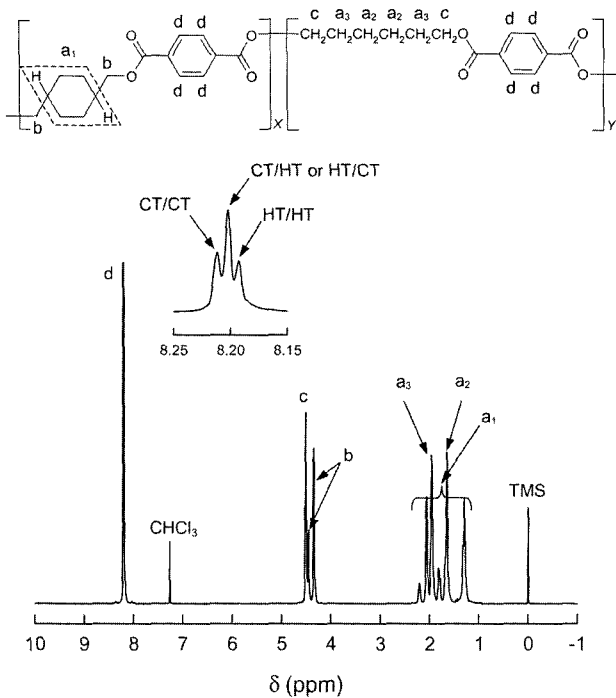 c a3 a2 a2 a3 c
d d
O
O CH2CH2CH2CH2CH2CH2O
a1
b
O
O
O
O
H
d d
O
O
H
d d
b
X
Y
CT/HT or HT/CT
CT/CT
HT/HT
d
8.25 8.20 8.15
c
b
a3
a2
a1
CHCl3
TMS
10 9 8 7 6 5 4 3 2 1 0 -1
δ (ppm)